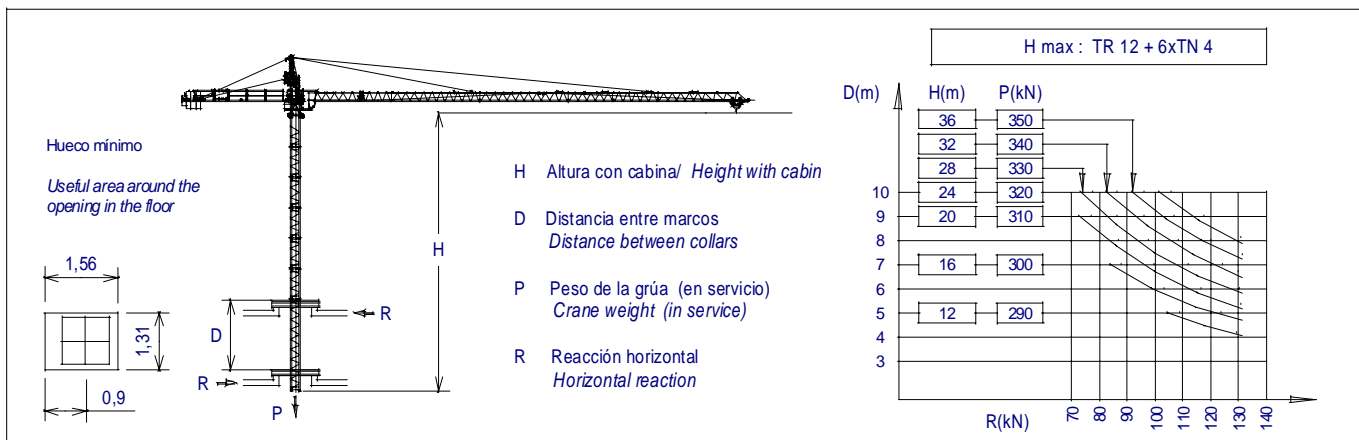 Hueco mínimo
Useful area around the
opening in the floor
1,56
1,31
0,9
D
R
R
P
H
H Altura con cabina/ Height with cabin
D Distancia entre marcos
Distance between collars
P Peso de la grúa (en servicio)
Crane weight (in service)
R Reacción horizontal
Horizontal reaction
H max : TR 12 + 6xTN 4
D(m) H(m) P(kN)
36 350
32 340
28 330
10 24 320
9 20 310
8
7 16 300
6
5 12 290
4
3
R(kN) 70 80 90 100 110 120 130 140